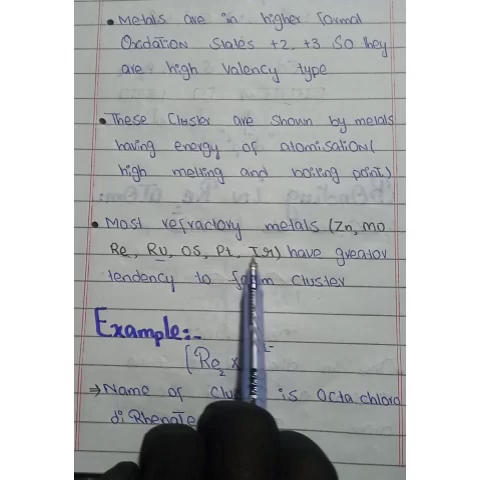 • Metals are in higher formal
Oxidation States +2, +3 So they
are high valency type
• These Cluster are shown by metals
having energy of atomisation(
high melting and boiling point)
• Most refractory metals (Zn, mo
Re, Ru, OS, Pt, Ir) have greator
tendency to form cluster
Example:-
[Re2 x
⇒ Name of is Octa chloro
di Rhenate